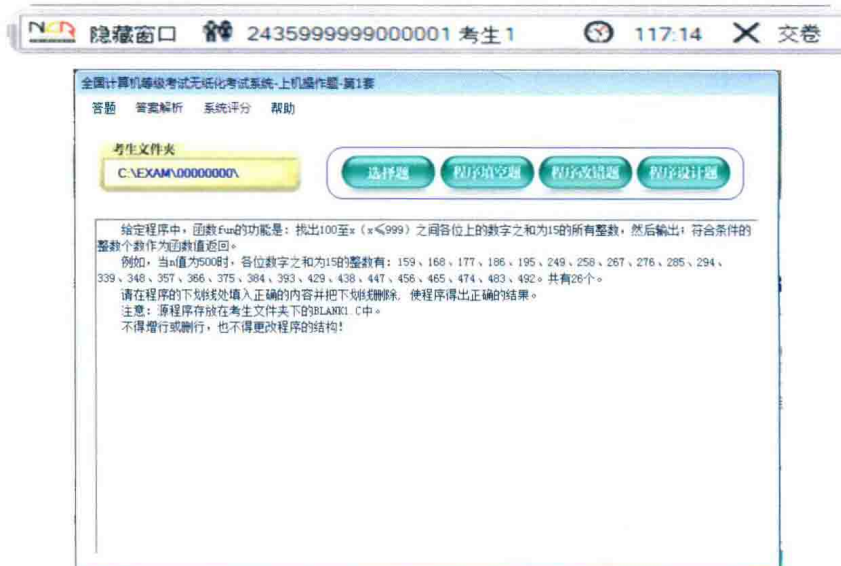 NCR 隐藏窗口 2435999999000001 考生1 117:14 交卷
全国计算机等级考试无纸化考试系统-上机操作题-第1套
答题 答案解析 系统评分 帮助
考生文件夹
C:\EXAM\00000000\
选择题 程序填空题 程序改错题 程序设计题
给定程序中，函数fun的功能是：找出100至x（x≤999）之间各位上的数字之和为15的所有整数，然后输出；符合条件的
整数个数作为函数值返回。
例如，当n值为500时，各位数字之和为15的整数有：159、168、177、186、195、249、258、267、276、285、294、
339、348、357、366、375、384、393、429、438、447、456、465、474、483、492。共有26个。
请在程序的下划线处填入正确的内容并把下划线删除，使程序得出正确的结果。
注意：源程序存放在考生文件夹下的BLANK1.C中。
不得增行或删行，也不得更改程序的结构！